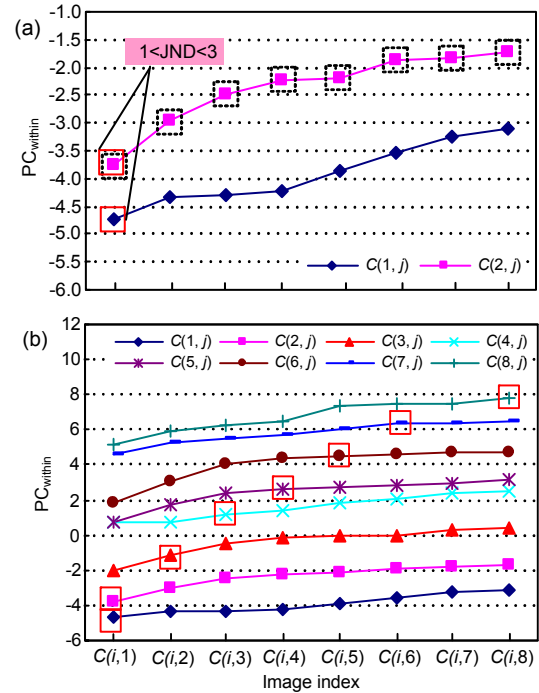 (a)
-1.0
-1.5
-2.0
-2.5
-3.0
-3.5
-4.0
-4.5
-5.0
-5.5
-6.0
PCwithin
1<JND<3
C(1, j) C(2, j)
(b)
12
10
8
6
4
2
0
-2
-4
-6
PCwithin
C(1, j) C(2, j) C(3, j) C(4, j)
C(5, j) C(6, j) C(7, j) C(8, j)
C(i,1) C(i,2) C(i,3) C(i,4) C(i,5) C(i,6) C(i,7) C(i,8)
Image index